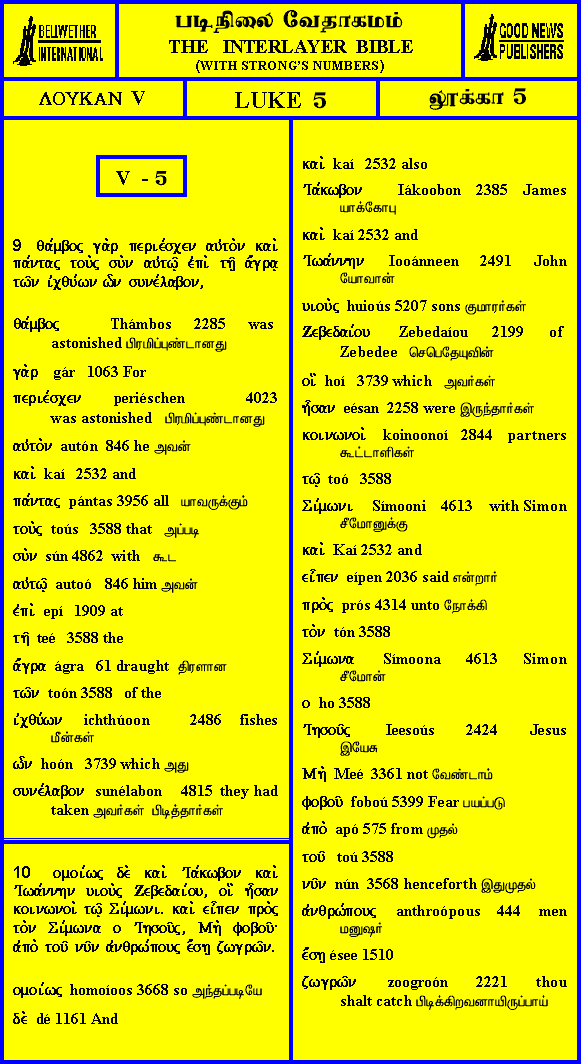 BELLWETHER
INTERNATIONAL
படிநிலை வேதாகமம்
THE INTERLAYER BIBLE
(WITH STRONG'S NUMBERS)
GOOD NEWS
PUBLISHERS
ΛΟΥΚΑΝ V
LUKE 5
லூக்கா 5
V - 5
9 θάμβος γὰρ περιέσχεν αὐτὸν καὶ
πάντας τοὺς σὺν αὐτῷ ἐπὶ τῇ ἄγρᾳ
τῶν ἰχθύων ὧν συνέλαβον,
θάμβος Thámbos 2285 was
astonished பிரமிப்புண்டானது
γὰρ gár 1063 For
περιέσχεν periéschen 4023
was astonished பிரமிப்புண்டானது
αὐτὸν autón 846 he அவன்
καὶ kaí 2532 and
πάντας pántas 3956 all யாவருக்கும்
τοὺς toús 3588 that அப்படி
σὺν sún 4862 with கூட
αὐτῷ autoó 846 him அவன்
ἐπὶ epí 1909 at
τῇ teé 3588 the
ἄγρα ágra 61 draught திரளான
τῶν toón 3588 of the
ἰχθύων ichthúoon 2486 fishes
மீன்கள்
ὧν hoón 3739 which அது
συνέλαβον sunélabon 4815 they had
taken அவர்கள் பிடித்தார்கள்
10 ομοίως δὲ καὶ Ἰάκωβον καὶ
Ἰωάννην υιοὺς Ζεβεδαίου, οἳ ἦσαν
κοινωνοὶ τῷ Σίμωνι. καὶ εἶπεν πρὸς
τὸν Σίμωνα ο Ἰησοῦς, Μὴ φοβοῦ·
ἀπὸ τοῦ νῦν ἀνθρώπους ἔσῃ ζωγρῶν.
ομοίως homoíoos 3668 so அந்தப்படியே
δὲ dé 1161 And
καὶ kaí 2532 also
Ἰάκωβον Iákoobon 2385 James
யாக்கோபு
καὶ kaí 2532 and
Ἰωάννην Iooánneen 2491 John
யோவான்
υιοὺς huioús 5207 sons குமாரர்கள்
Ζεβεδαίου Zebedaíou 2199 of
Zebedee செபெதேயுவின்
οἳ hoí 3739 which அவர்கள்
ἦσαν eésan 2258 were இருந்தார்கள்
κοινωνοὶ koinoonoí 2844 partners
கூட்டாளிகள்
τῷ toó 3588
Σίμωνι Símooni 4613 with Simon
சீமோனுக்கு
καὶ Kaí 2532 and
εἶπεν eípen 2036 said என்றார்
πρὸς prós 4314 unto நோக்கி
τὸν tón 3588
Σίμωνα Símoona 4613 Simon
சீமோன்
ο ho 3588
Ἰησοῦς Ieesoús 2424 Jesus
இயேசு
Μὴ Meé 3361 not வேண்டாம்
φοβοῦ foboú 5399 Fear பயப்படு
ἀπὸ apó 575 from முதல்
τοῦ toú 3588
νῦν nún 3568 henceforth இதுமுதல்
ἀνθρώπους anthroópous 444 men
மனுஷர்
ἔσῃ ésee 1510
ζωγρῶν zoogroón 2221 thou
shalt catch பிடிக்கிறவனாயிருப்பாய்